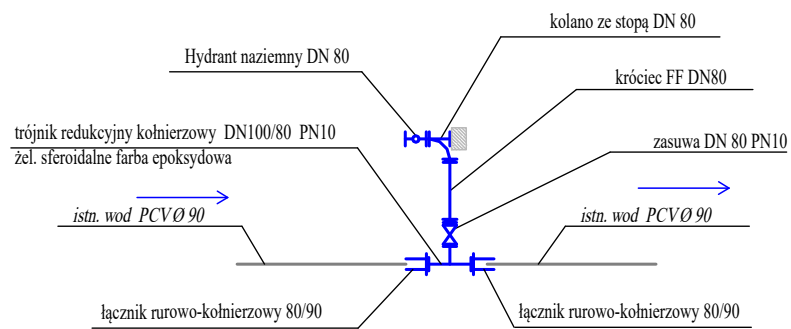 kolano ze stopą DN 80
Hydrant naziemny DN 80
króciec FF DN80
trójnik redukcyjny kołnierzowy DN100/80 PN10
żel. sferoidalne farba epoksydowa
zasuwa DN 80 PN10
istn. wod PCVØ 90
istn. wod PCVØ 90
łącznik rurowo-kołnierzowy 80/90
łącznik rurowo-kołnierzowy 80/90